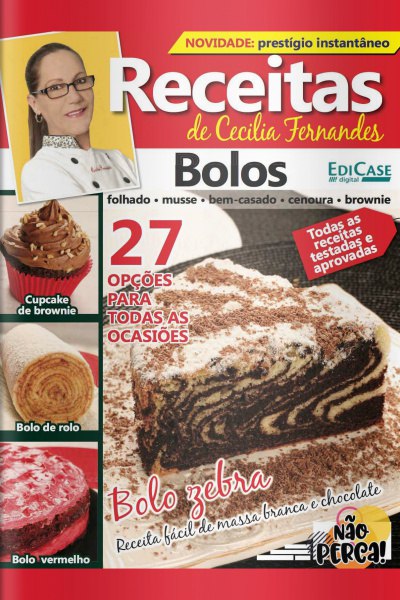 NOVIDADE: prestígio instantâneo
Receitas
de Cecilia Fernandes
Bolos
EDICASE
digital
folhado • musse • bem-casado • cenoura • brownie
Todas as
receitas
testadas e
aprovadas
27
OPÇÕES
PARA
TODAS AS
OCASIÕES
Cupcake
de brownie
Bolo de rolo
Bolo vermelho
Bolo zebra
Receita fácil de massa branca e chocolate
NÃO
PERCA!